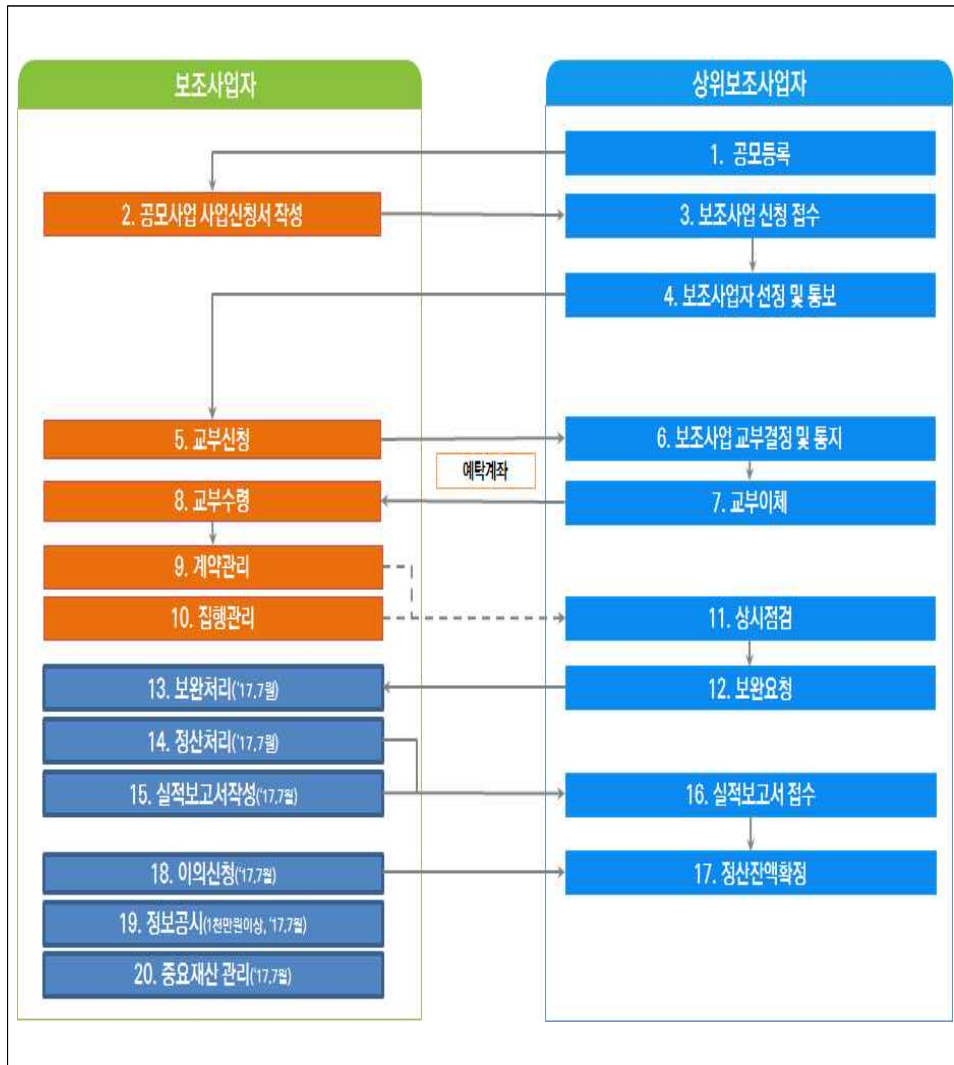 보조사업자
상위보조사업자
1. 공모등록
2. 공모사업 사업신청서 작성
3. 보조사업 신청 접수
4. 보조사업자 선정 및 통보
5. 교부신청
6. 보조사업 교부결정 및 통지
예탁계좌
8. 교부수령
7. 교부이체
9. 계약관리
10. 집행관리
11. 상시점검
13. 보완처리('17.7월)
12. 보완요청
14. 정산처리('17.7월)
15. 실적보고서작성('17.7월)
16. 실적보고서 접수
18. 이의신청('17.7월)
17. 정산잔액확정
19. 정보공시(1천만원이상, '17.7월)
20. 중요재산 관리('17.7월)